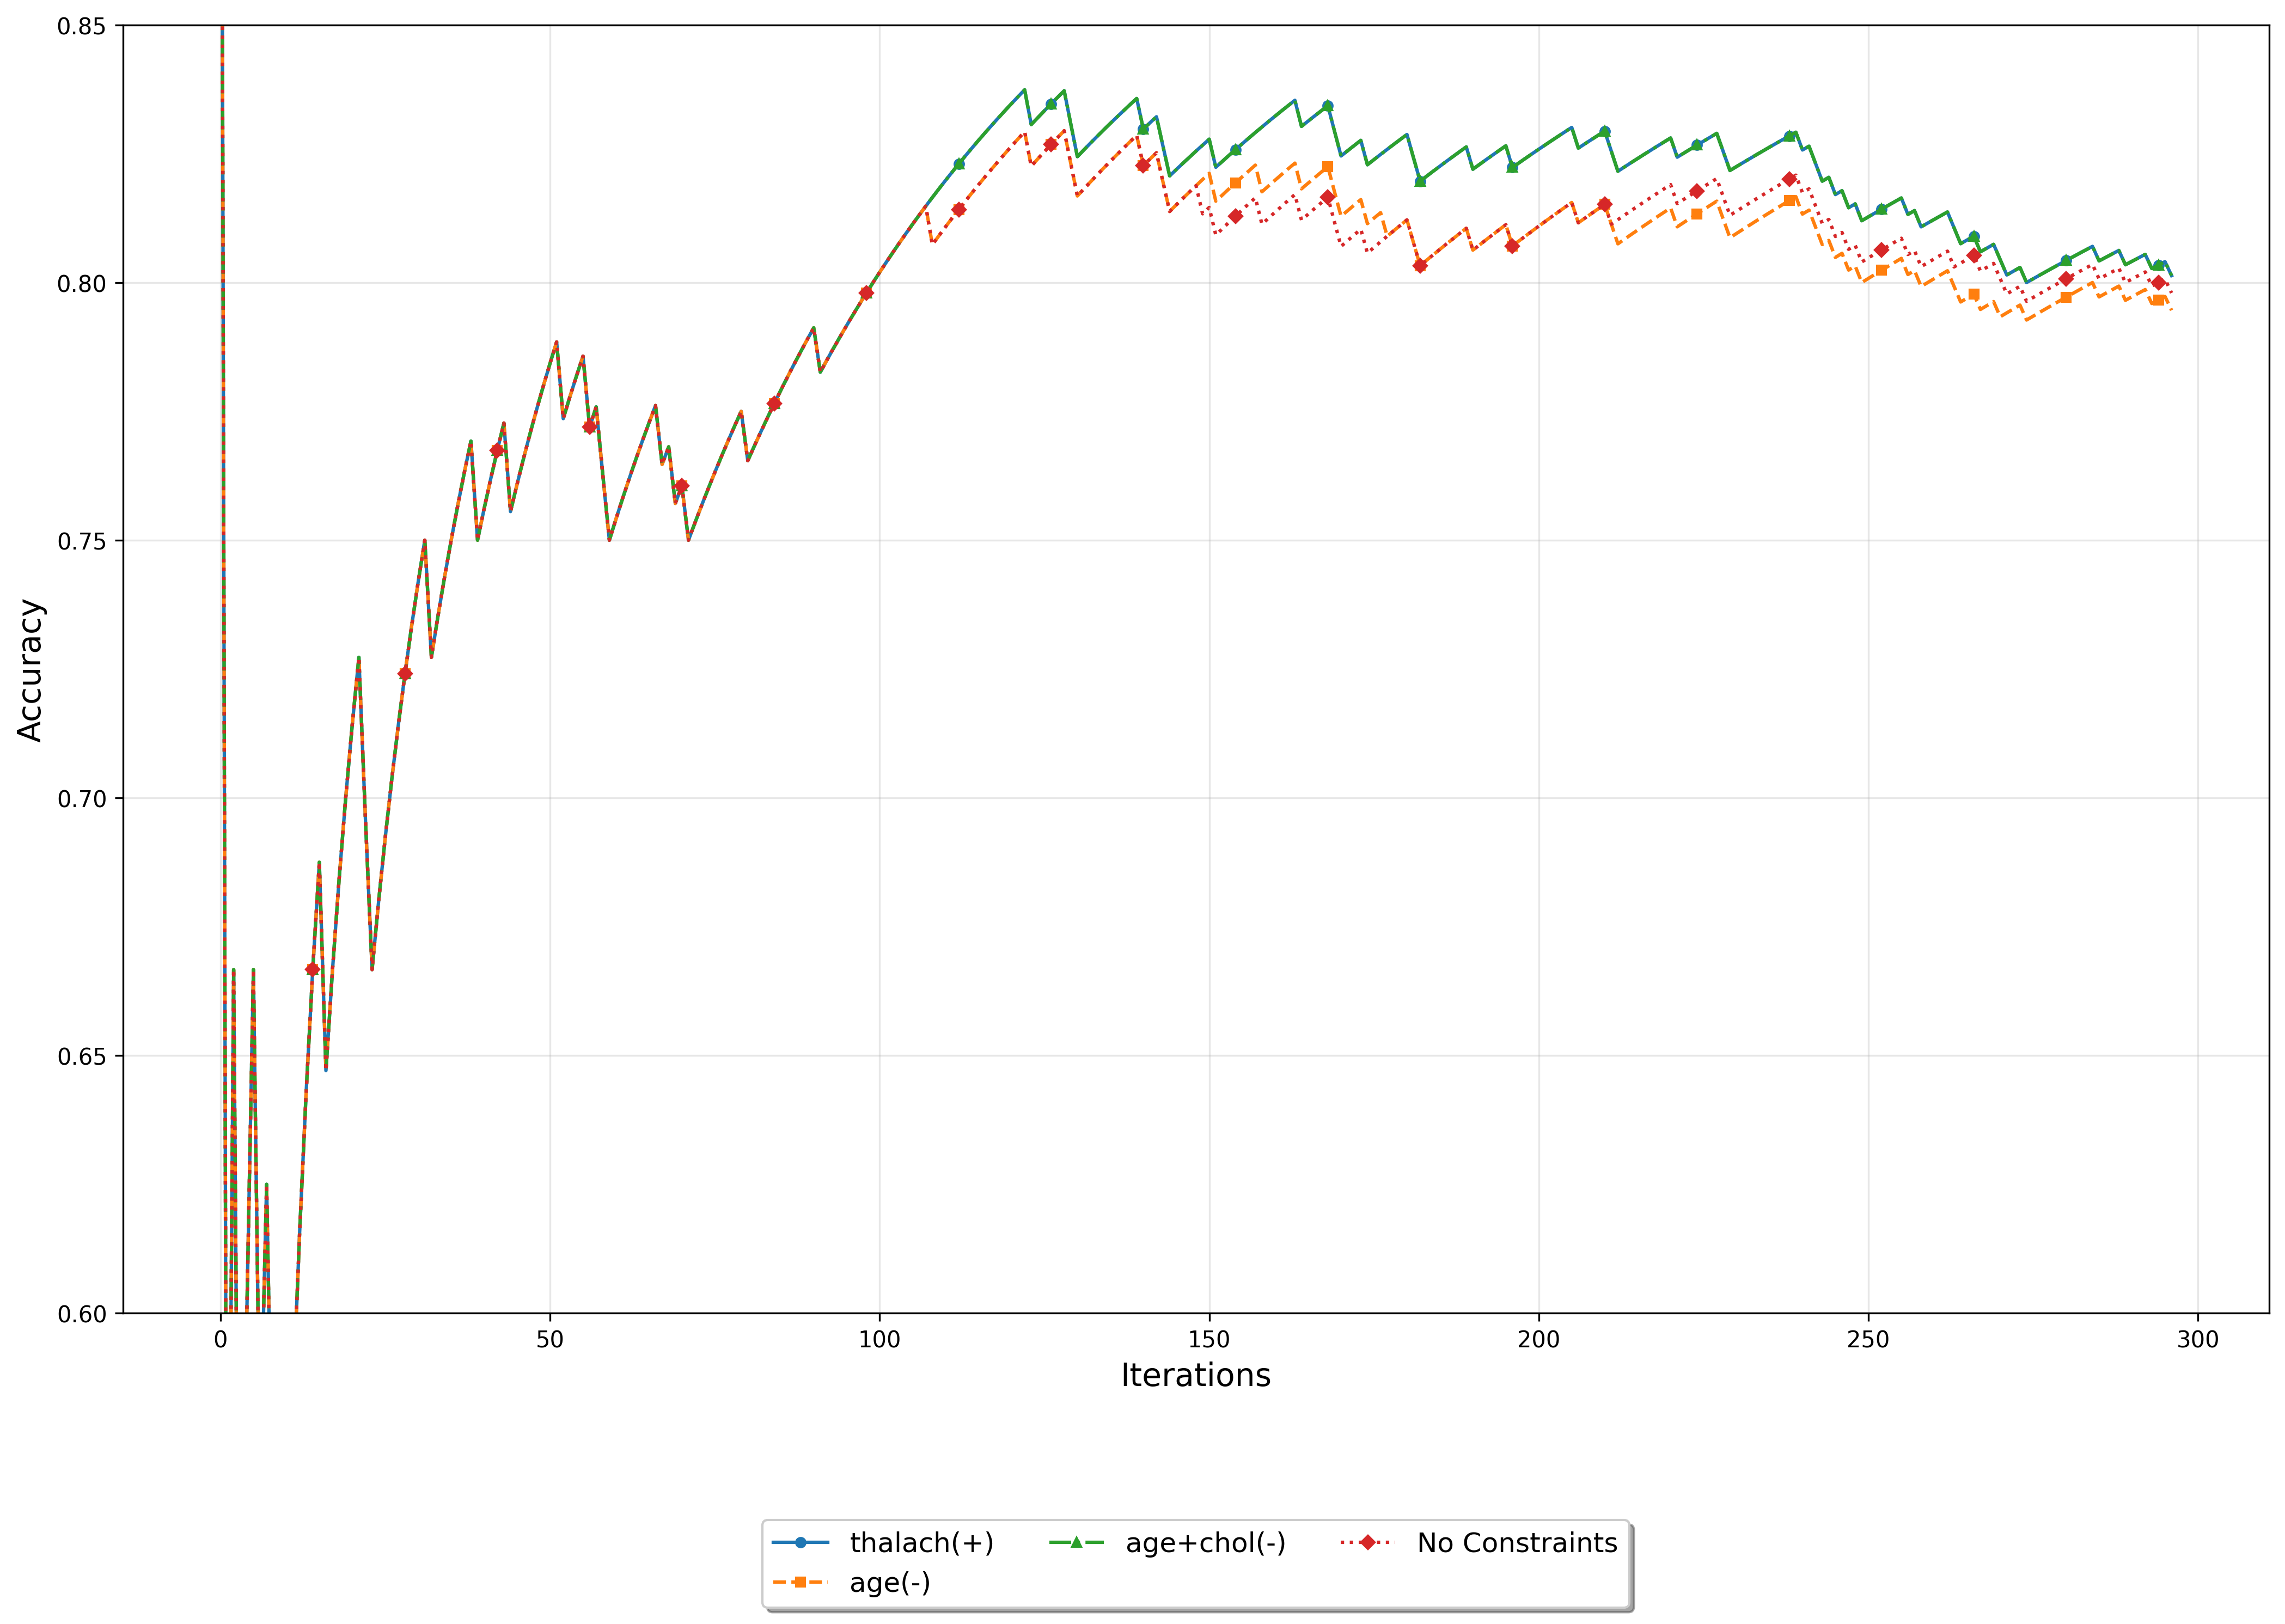 0.85
0.80
0.75
0.70
0.65
0.60
Accuracy
0 50 100 150 200 250 300
Iterations
thalach(+) age+chol(-) No Constraints
age(-)